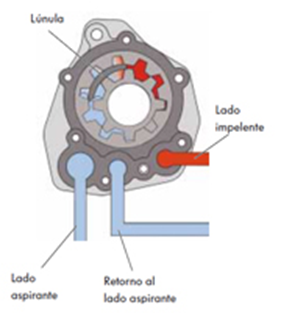 Lúnula
Lado
impelente
Lado
aspirante
Retorno al
lado aspirante